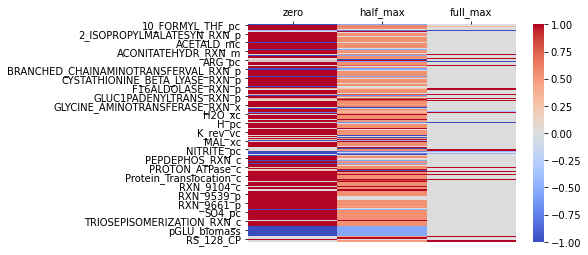 zero half_max full_max
10_FORMYL_THF_pc
2_ISOPROPYLMALATESYN_RXN_p
ACETALD_mc
ACONITATEHYDR_RXN_m
ARG_pc
BRANCHED_CHAINAMINOTRANSFERVAL_RXN_p
CYSTATHIONINE_BETA_LYASE_RXN_p
F16ALDOLASE_RXN_p
GLUC1PADENYLTRANS_RXN_p
GLYCINE_AMINOTRANSFERASE_RXN_x
H2O_xc
H_pc
K_rev_vc
MAL_xc
NITRITE_pc
PEPDEPHOS_RXN_c
PROTON_ATPase_c
Protein_Translocation_c
RXN_9104_c
RXN_9539_p
RXN_9661_p
SO4_pc
TRIOSEPISOMERIZATION_RXN_c
pGLU_biomass
RS_128_CP
1.00
0.75
0.50
0.25
0.00
−0.25
−0.50
−0.75
−1.00